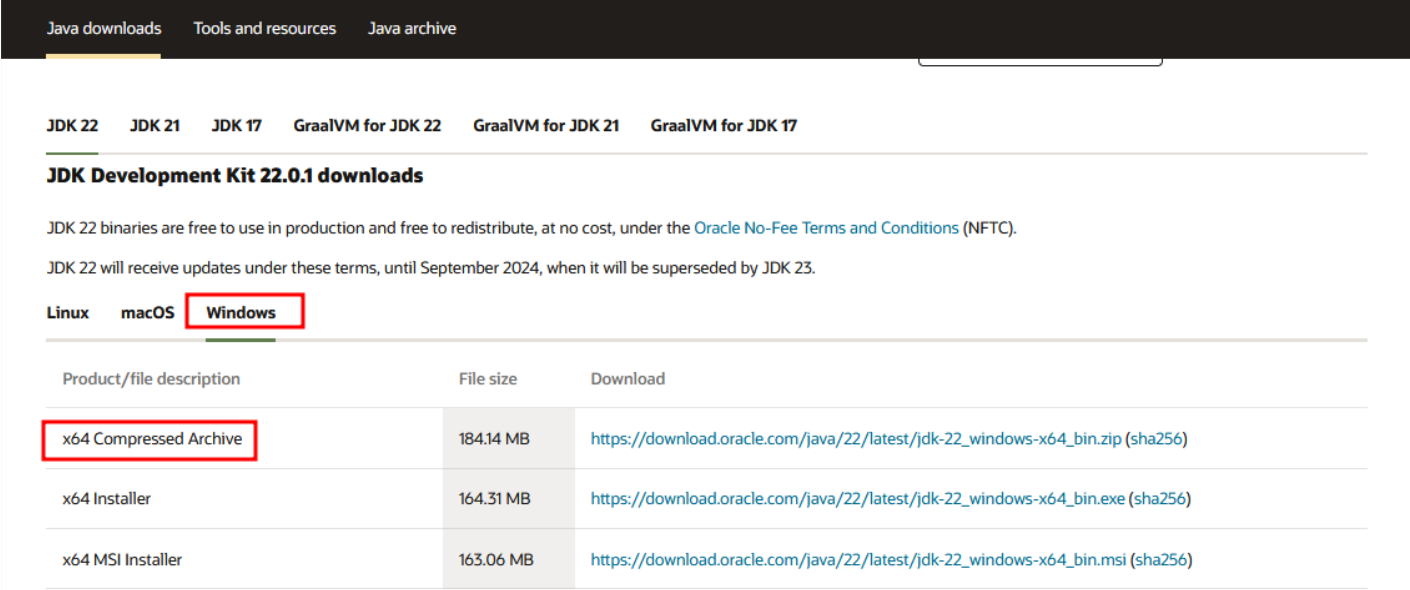 Java downloads Tools and resources Java archive
JDK 22 JDK 21 JDK 17 GraalVM for JDK 22 GraalVM for JDK 21 GraalVM for JDK 17
JDK Development Kit 22.0.1 downloads
JDK 22 binaries are free to use in production and free to redistribute, at no cost, under the Oracle No-Fee Terms and Conditions (NFTC).
JDK 22 will receive updates under these terms, until September 2024, when it will be superseded by JDK 23.
Linux macOS Windows
Product/file description File size Download
x64 Compressed Archive 184.14 MB https://download.oracle.com/java/22/latest/jdk-22_windows-x64_bin.zip (sha256)
x64 Installer 164.31 MB https://download.oracle.com/java/22/latest/jdk-22_windows-x64_bin.exe (sha256)
x64 MSI Installer 163.06 MB https://download.oracle.com/java/22/latest/jdk-22_windows-x64_bin.msi (sha256)